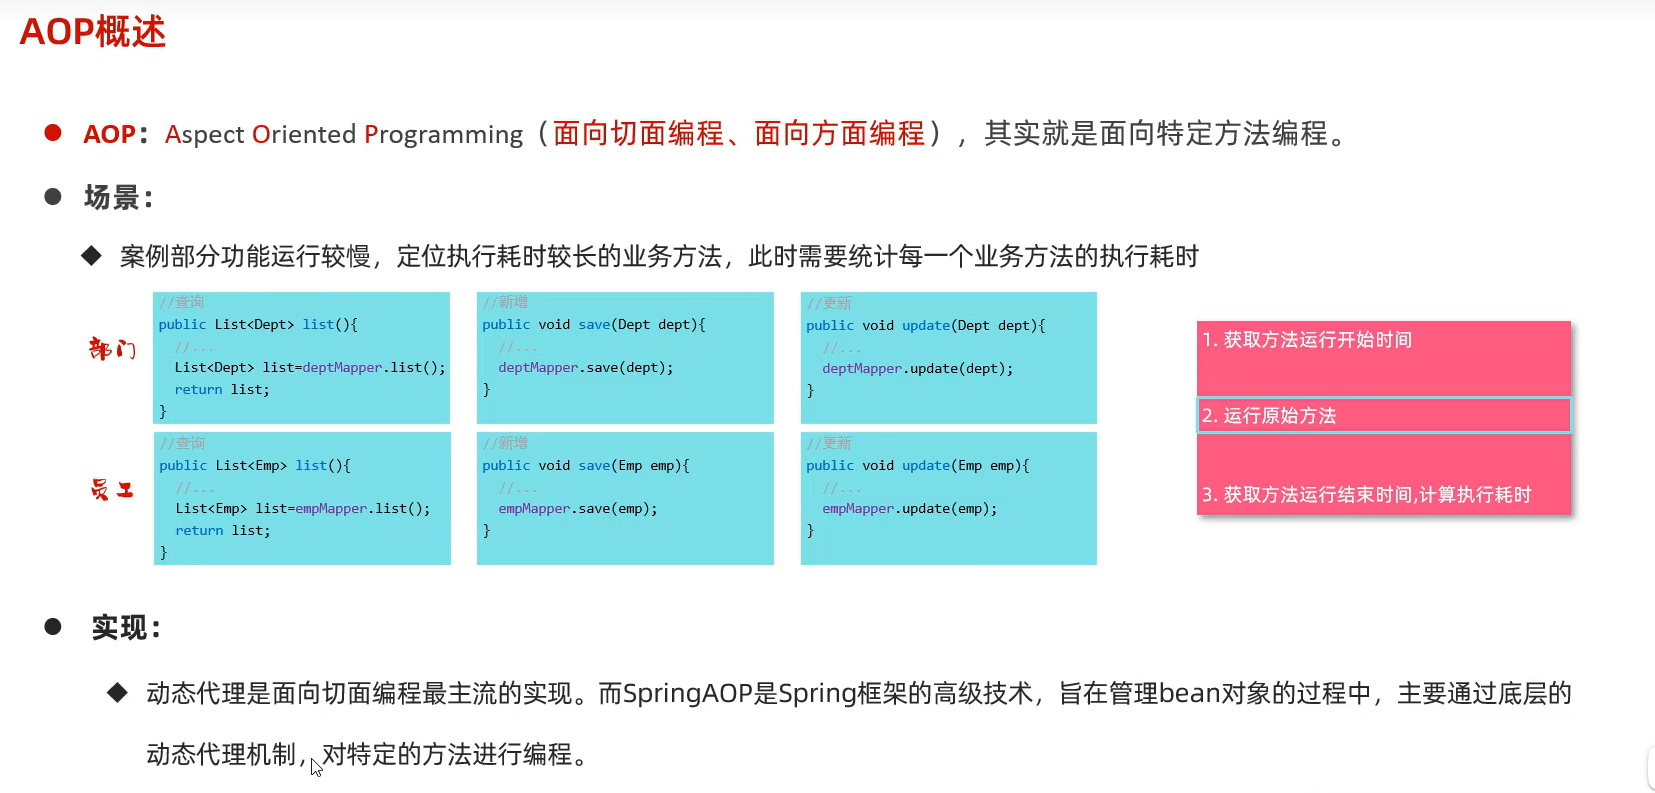 AOP概述
AOP：Aspect Oriented Programming（面向切面编程、面向方面编程），其实就是面向特定方法编程。
场景：
案例部分功能运行较慢，定位执行耗时较长的业务方法，此时需要统计每一个业务方法的执行耗时
部门
//查询
public List<Dept> list(){
//...
List<Dept> list=deptMapper.list();
return list;
}
//新增
public void save(Dept dept){
//...
deptMapper.save(dept);
}
//更新
public void update(Dept dept){
//...
deptMapper.update(dept);
}
员工
//查询
public List<Emp> list(){
//...
List<Emp> list=empMapper.list();
return list;
}
//新增
public void save(Emp emp){
//...
empMapper.save(emp);
}
//更新
public void update(Emp emp){
//...
empMapper.update(emp);
}
1. 获取方法运行开始时间
2. 运行原始方法
3. 获取方法运行结束时间,计算执行耗时
实现：
动态代理是面向切面编程最主流的实现。而SpringAOP是Spring框架的高级技术，旨在管理bean对象的过程中，主要通过底层的
动态代理机制，对特定的方法进行编程。